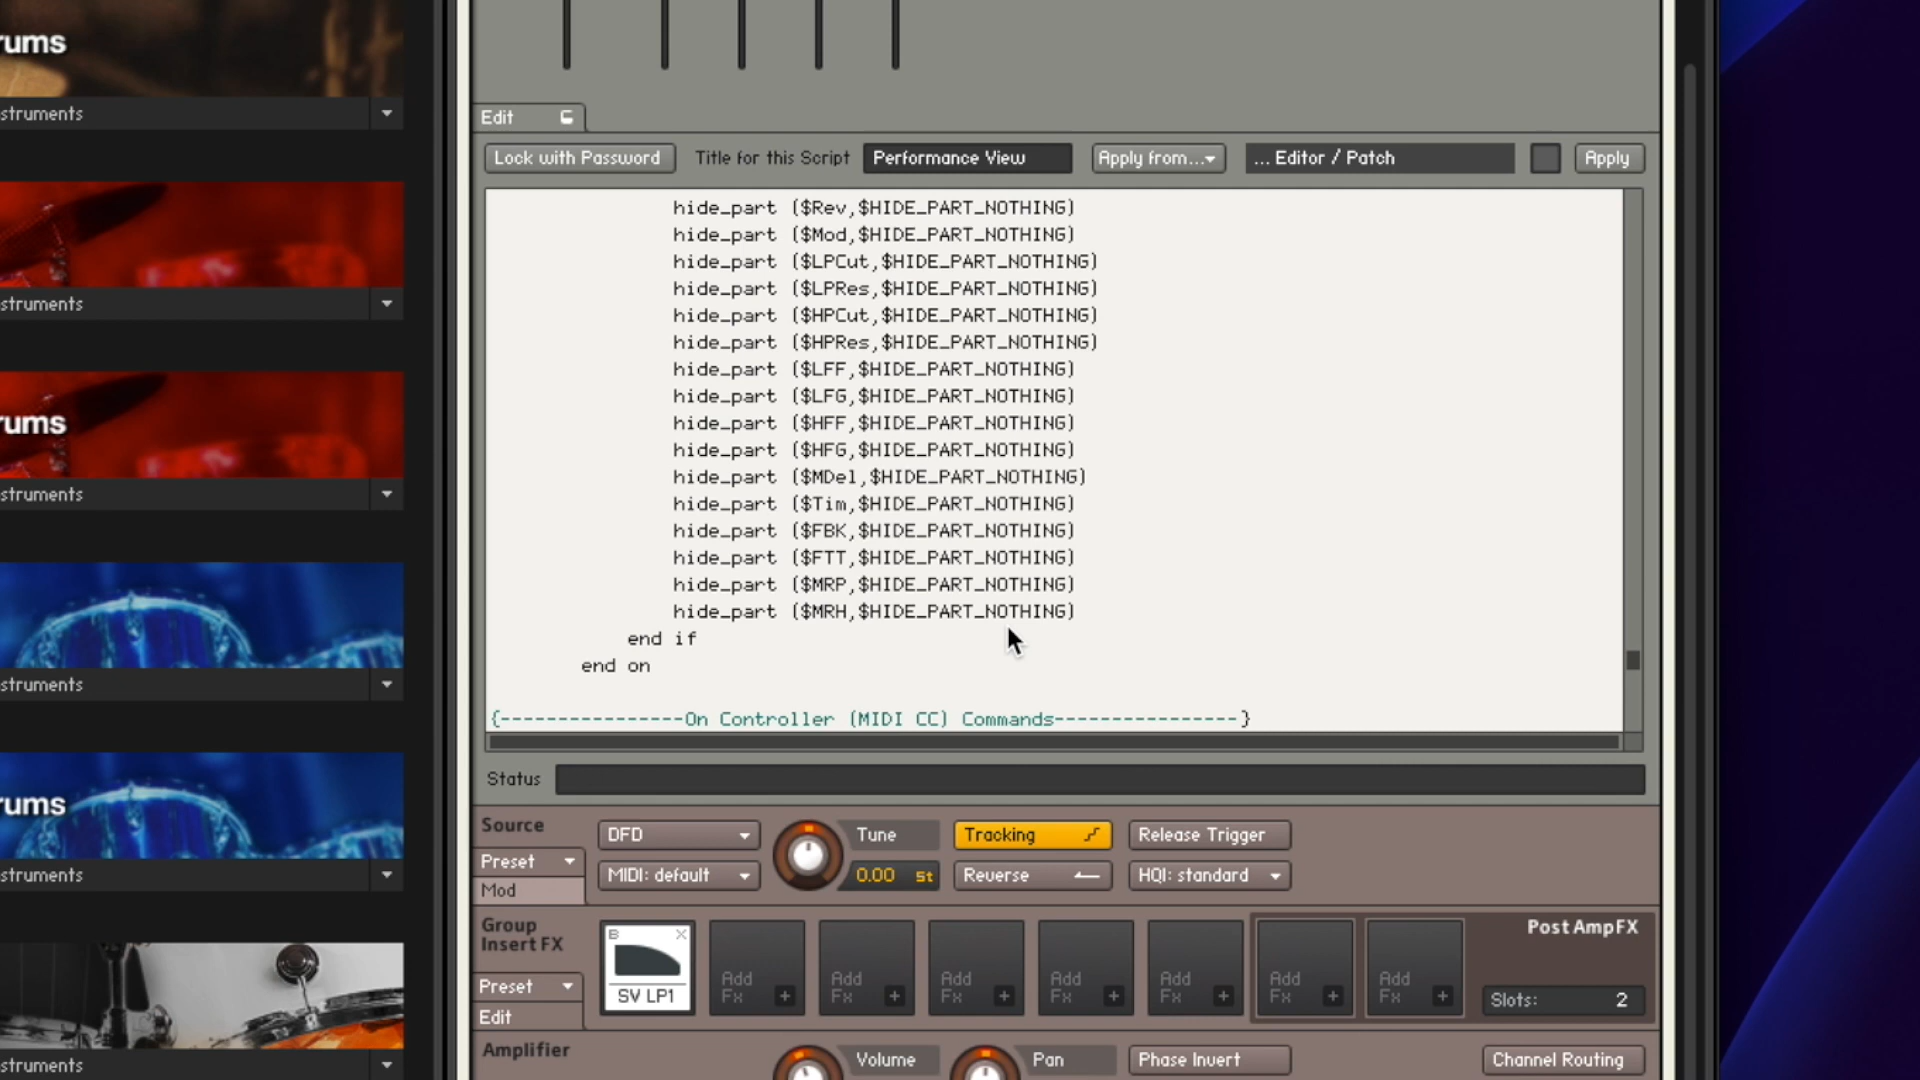 rums
struments
struments
rums
struments
struments
rums
struments
struments
Edit
Lock with Password
Title for this Script
Performance View
Apply from...
... Editor / Patch
Apply
hide_part ($Rev,$HIDE_PART_NOTHING)
hide_part ($Mod,$HIDE_PART_NOTHING)
hide_part ($LPCut,$HIDE_PART_NOTHING)
hide_part ($LPRes,$HIDE_PART_NOTHING)
hide_part ($HPCut,$HIDE_PART_NOTHING)
hide_part ($HPRes,$HIDE_PART_NOTHING)
hide_part ($LFF,$HIDE_PART_NOTHING)
hide_part ($LFG,$HIDE_PART_NOTHING)
hide_part ($HFF,$HIDE_PART_NOTHING)
hide_part ($HFG,$HIDE_PART_NOTHING)
hide_part ($MDel,$HIDE_PART_NOTHING)
hide_part ($Tim,$HIDE_PART_NOTHING)
hide_part ($FBK,$HIDE_PART_NOTHING)
hide_part ($FTT,$HIDE_PART_NOTHING)
hide_part ($MRP,$HIDE_PART_NOTHING)
hide_part ($MRH,$HIDE_PART_NOTHING)
end if
end on
{----------------On Controller (MIDI CC) Commands----------------}
Status
Source
Preset
Mod
DFD
MIDI: default
Tune
0.00 st
Tracking
Reverse
Release Trigger
HQI: standard
Group
Insert FX
Preset
Edit
B X
SV LP1
Add
Fx +
Add
Fx +
Add
Fx +
Add
Fx +
Add
Fx +
Add
Fx +
Add
Fx +
Post AmpFX
Slots: 2
Amplifier
Volume
Pan
Phase Invert
Channel Routing